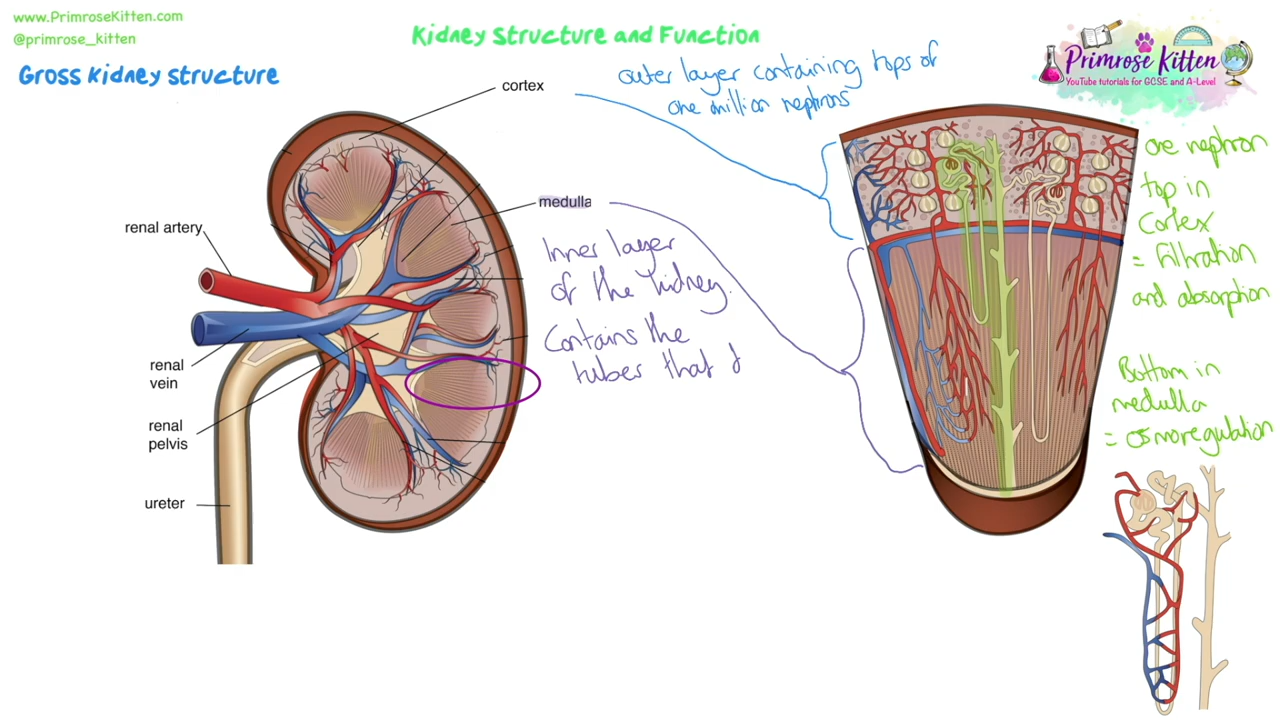 www.PrimroseKitten.com
@primrose_kitten
Kidney Structure and Function
Gross Kidney structure
Primrose Kitten
YouTube tutorials for GCSE and A-Level
cortex
outer layer containing tops of
one million nephrons
medulla
Inner layer
of the kidney.
Contains the
tubes that
renal artery
renal
vein
renal
pelvis
ureter
one nephron
top in
Cortex
= filtration
and absorption
Bottom in
medulla
= osmoregulation